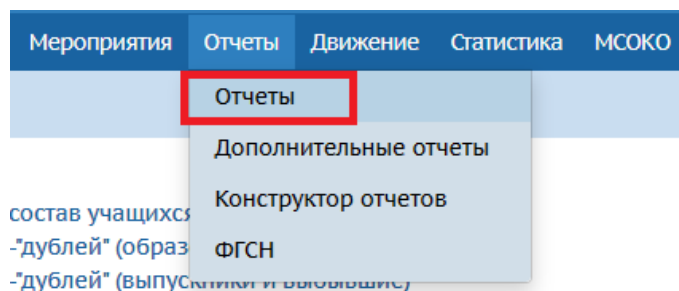 Мероприятия Отчеты Движение Статистика МСОКО
Отчеты
Дополнительные отчеты
Конструктор отчетов
состав учащихся
-"дублей" (образ
ФГСН
-"дублей" (выпускники и выбывшие)